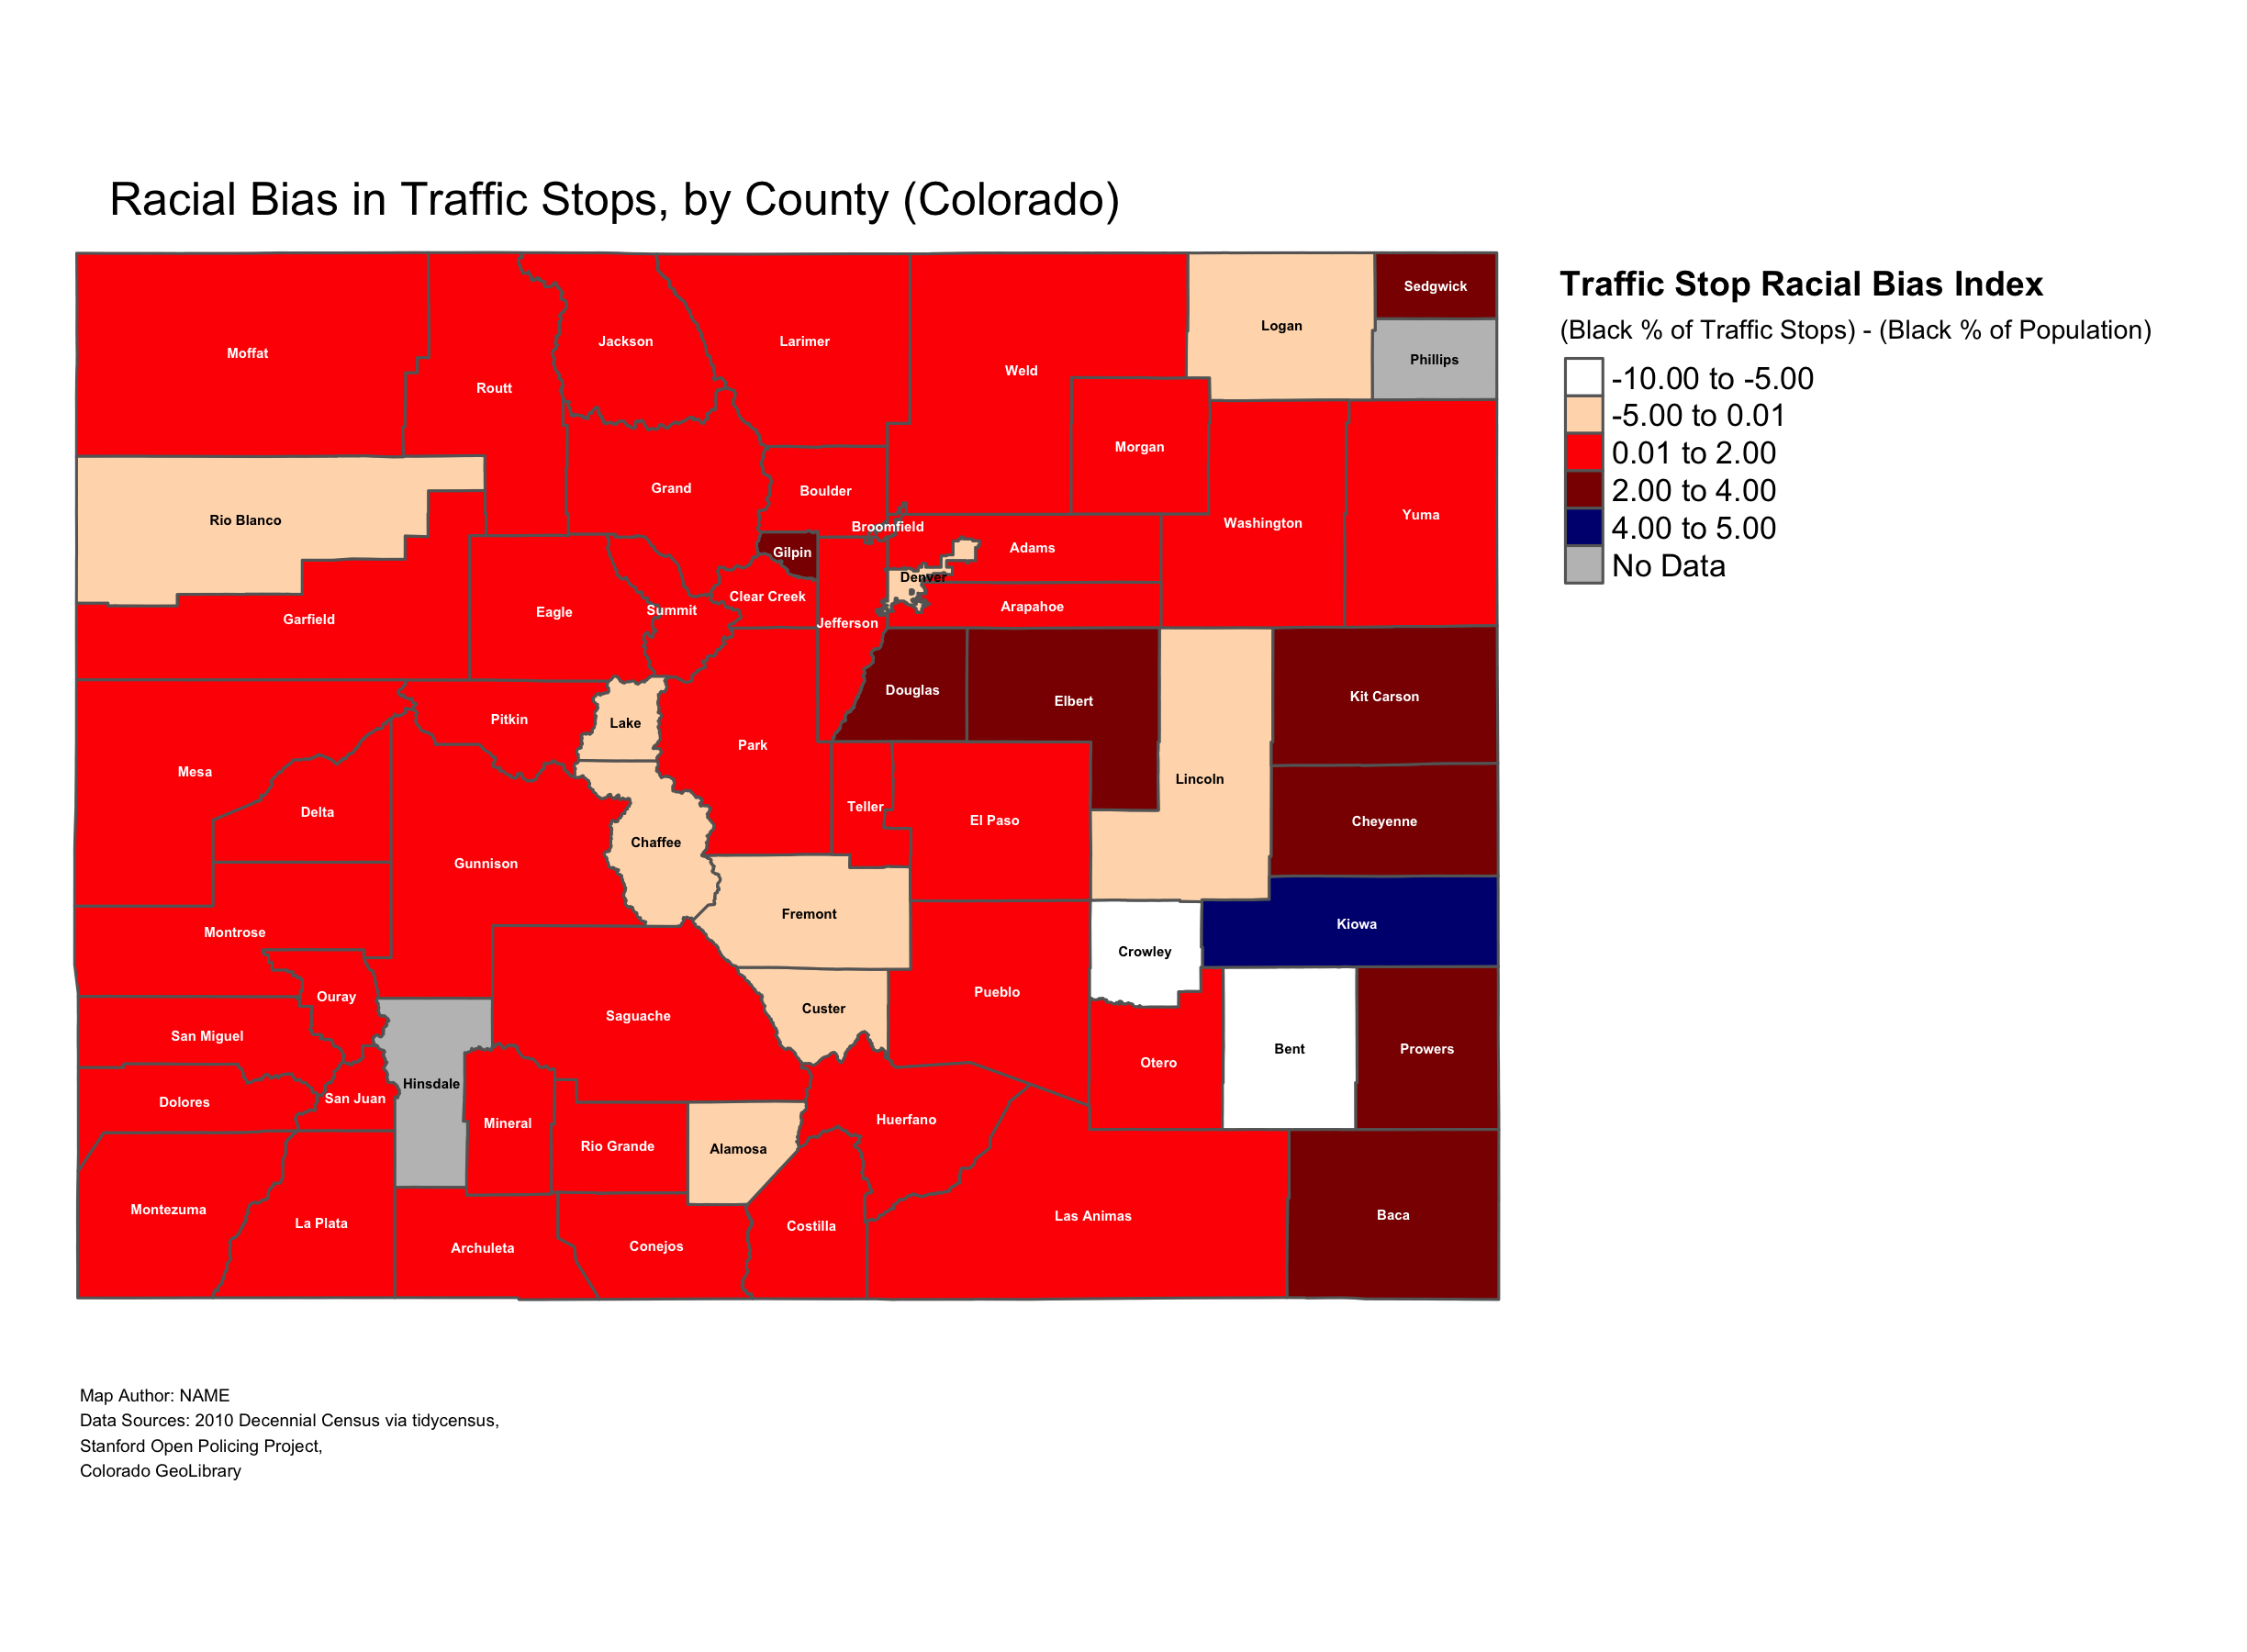 Racial Bias in Traffic Stops, by County (Colorado)
Traffic Stop Racial Bias Index
(Black % of Traffic Stops) - (Black % of Population)
-10.00 to -5.00
-5.00 to 0.01
0.01 to 2.00
2.00 to 4.00
4.00 to 5.00
No Data
Sedgwick
Logan
Jackson
Larimer
Moffat
Phillips
Weld
Routt
Morgan
Grand
Boulder
Yuma
Rio Blanco
Washington
Broomfield
Adams
Gilpin
Denver
Clear Creek
Arapahoe
Summit
Eagle
Garfield
Jefferson
Douglas
Kit Carson
Elbert
Pitkin
Lake
Park
Mesa
Lincoln
Teller
Delta
El Paso
Cheyenne
Chaffee
Gunnison
Fremont
Kiowa
Montrose
Crowley
Pueblo
Ouray
Custer
Saguache
San Miguel
Bent
Prowers
Otero
Hinsdale
San Juan
Dolores
Huerfano
Mineral
Rio Grande
Alamosa
Montezuma
Baca
Las Animas
La Plata
Costilla
Conejos
Archuleta
Map Author: NAME
Data Sources: 2010 Decennial Census via tidycensus,
Stanford Open Policing Project,
Colorado GeoLibrary